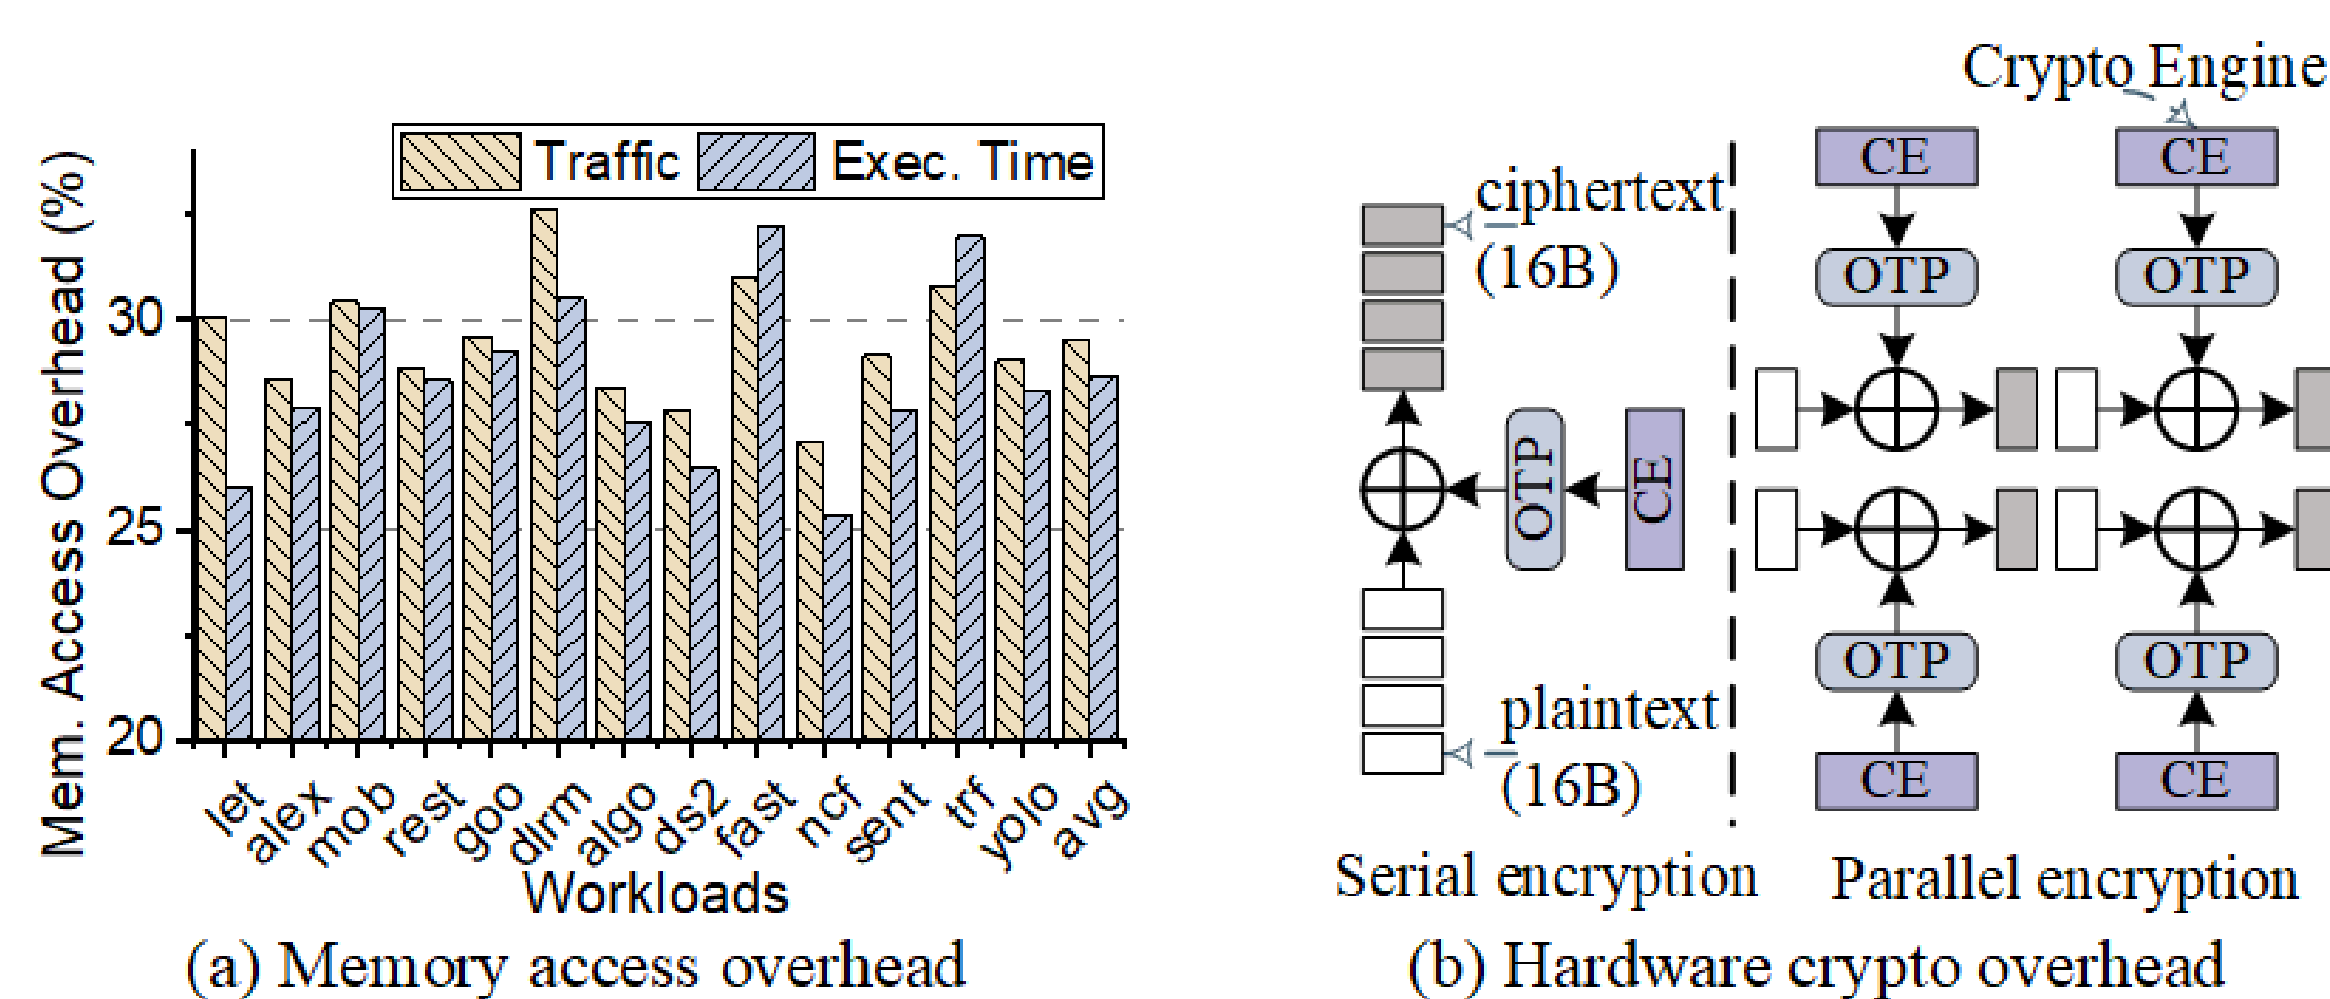 Traffic
Exec. Time
Mem. Access Overhead (%)
30
25
20
let
alex
mob
rest
goo
dlrm
algo
ds2
fast
ncf
sent
trf
yolo
avg
Workloads
(a) Memory access overhead
ciphertext
(16B)
OTP
CE
plaintext
(16B)
Serial encryption
Crypto Engine
CE
CE
OTP
OTP
OTP
OTP
CE
CE
Parallel encryption
(b) Hardware crypto overhead